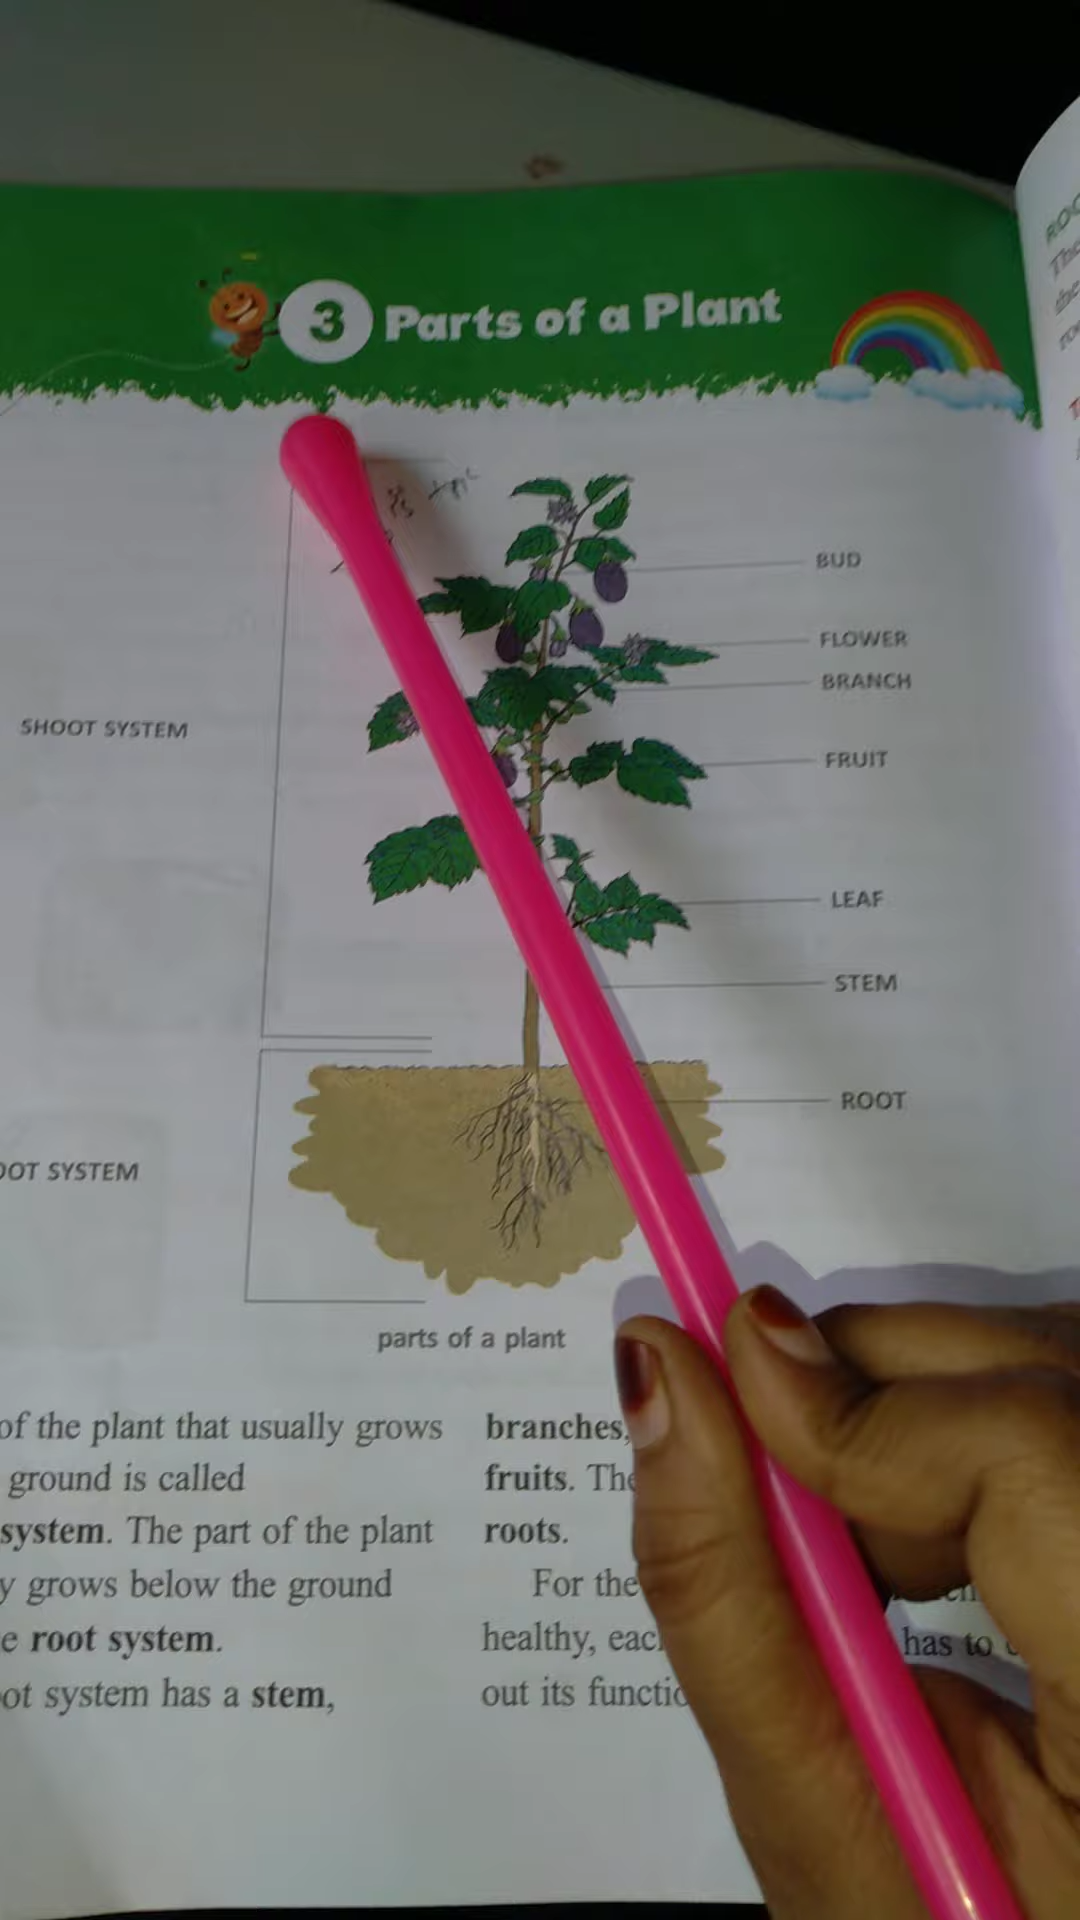 3 Parts of a Plant
BUD
FLOWER
BRANCH
SHOOT SYSTEM
FRUIT
LEAF
STEM
ROOT
OOT SYSTEM
parts of a plant
of the plant that usually grows
ground is called
system. The part of the plant
y grows below the ground
e root system.
ot system has a stem,
branches,
fruits. The
roots.
For the
healthy, each has to
out its functio